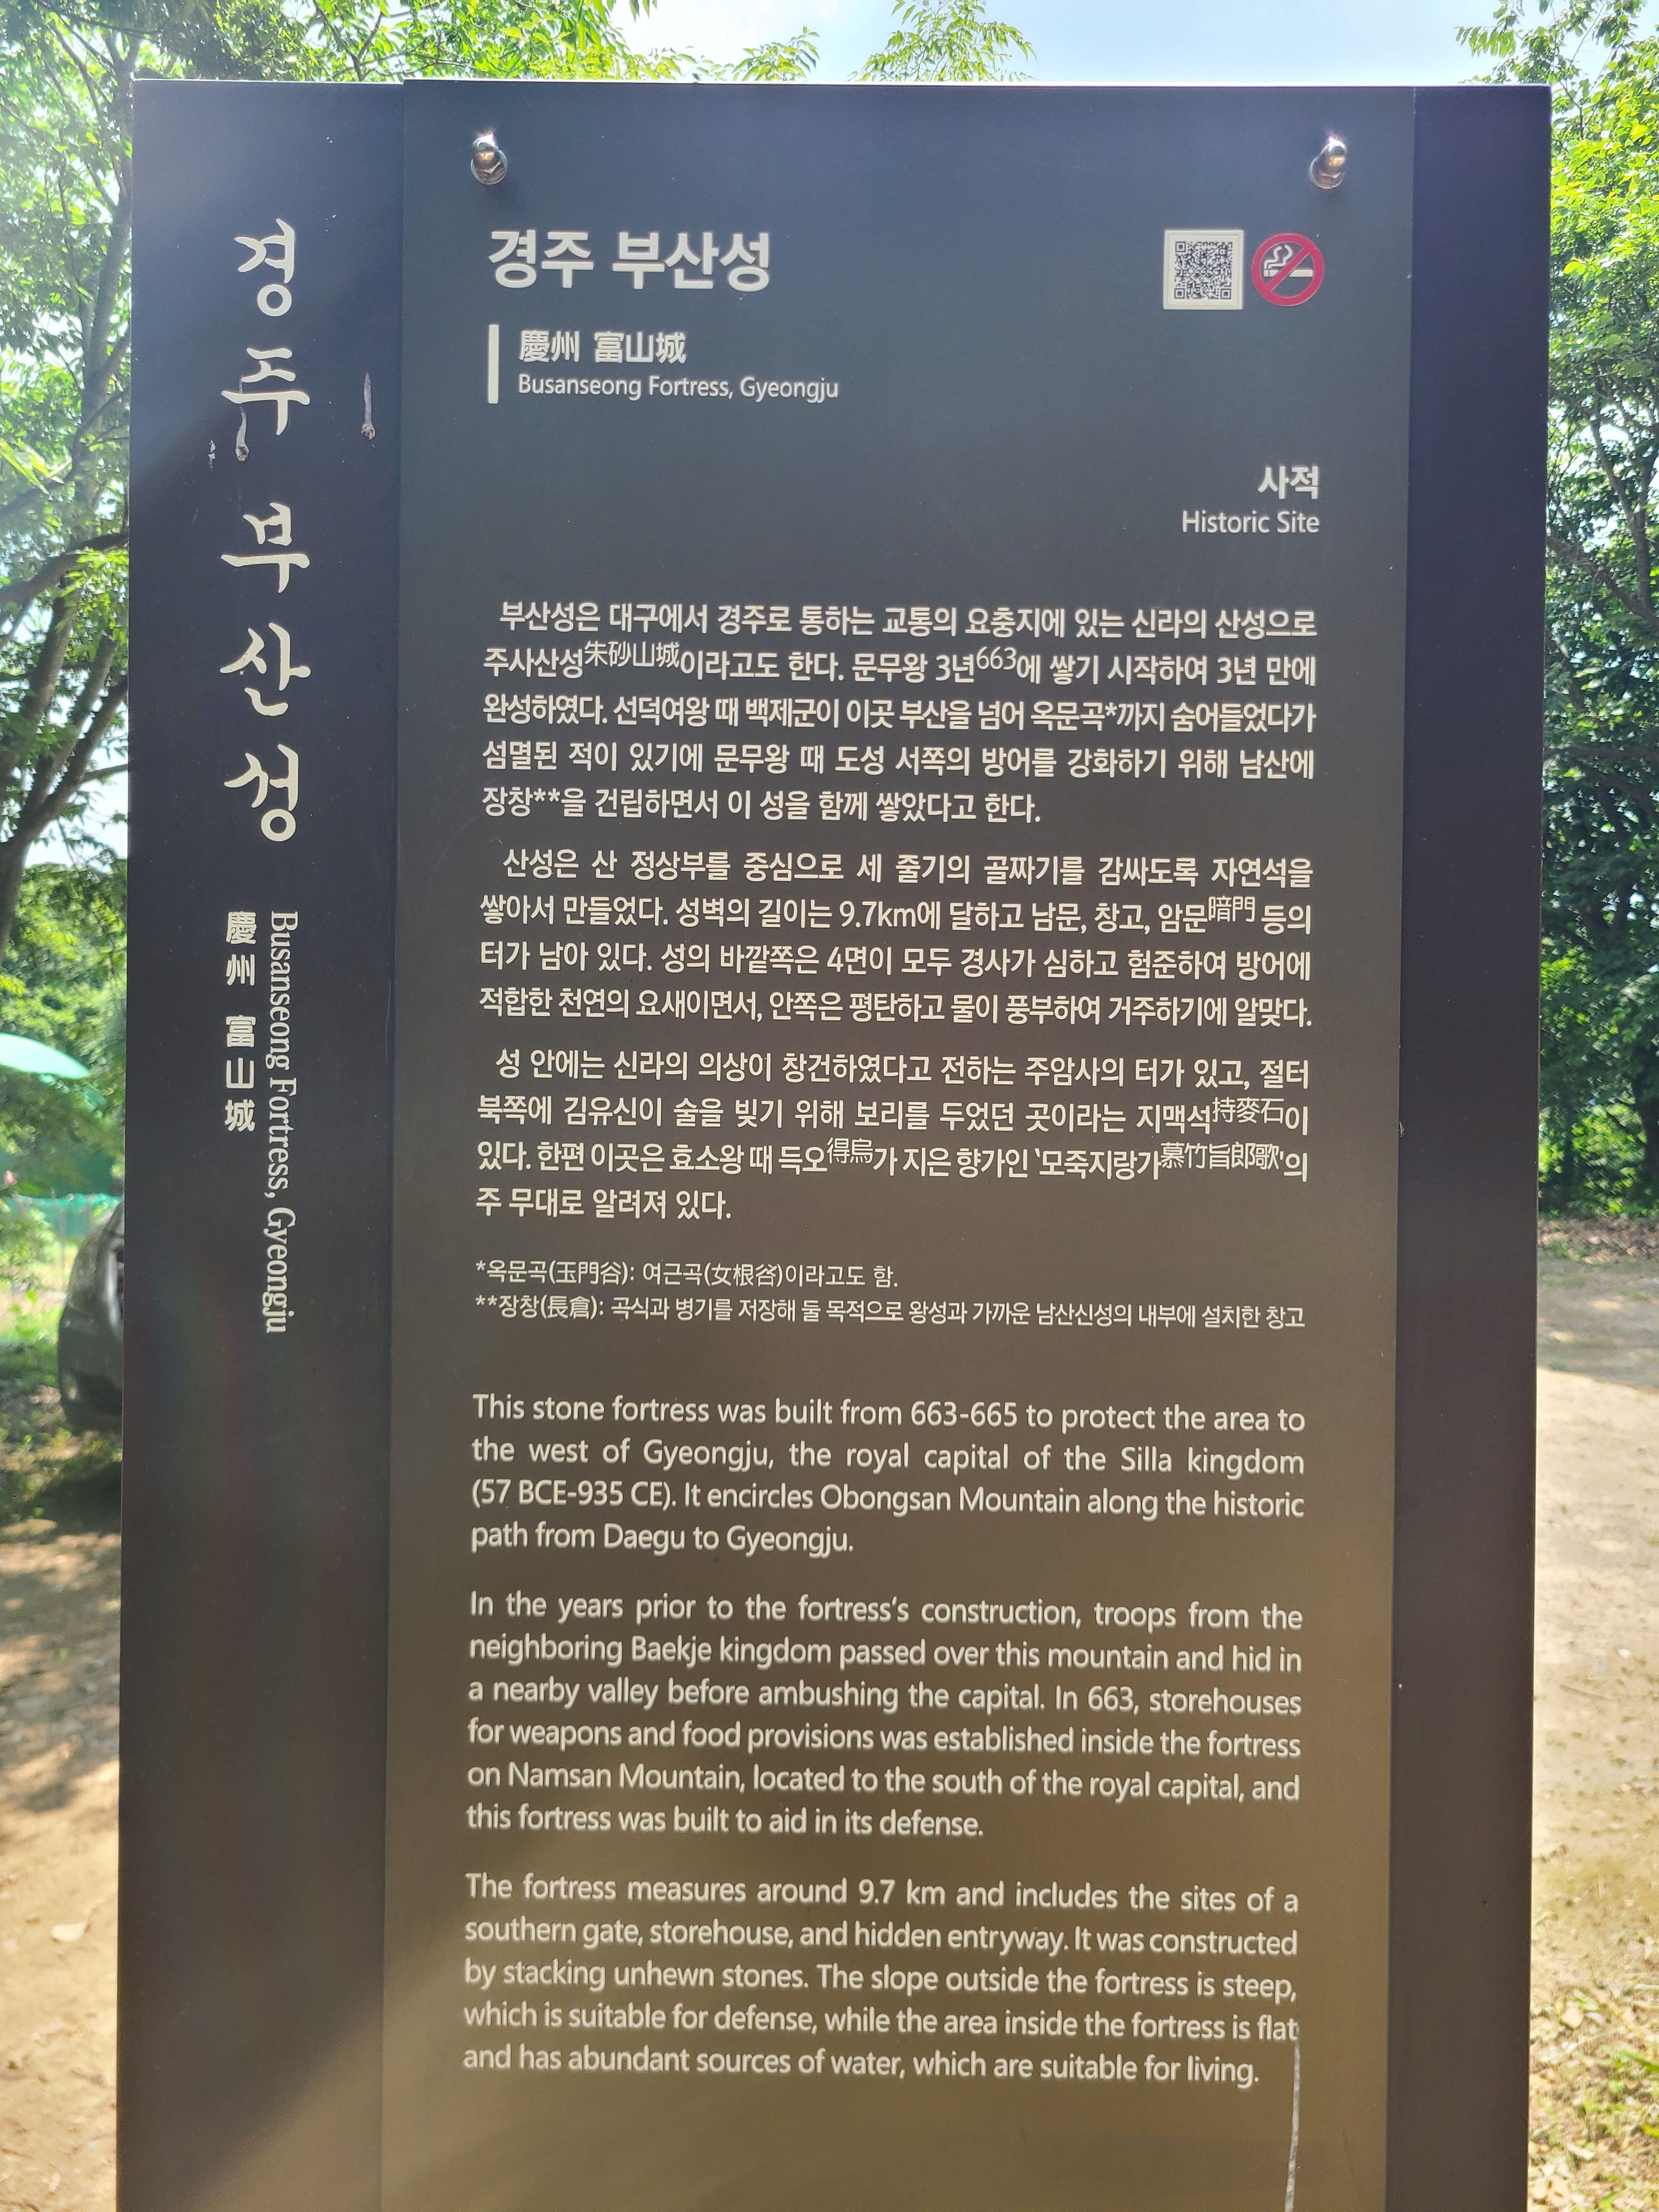 경주 부산성
慶州 富山城
Busanseong Fortress, Gyeongju
경주 부산성
慶州 富山城
Busanseong Fortress, Gyeongju
사적
Historic Site
부산성은 대구에서 경주로 통하는 교통의 요충지에 있는 신라의 산성으로
주사산성朱砂山城이라고도 한다. 문무왕 3년663에 쌓기 시작하여 3년 만에
완성하였다. 선덕여왕 때 백제군이 이곳 부산을 넘어 옥문곡*까지 숨어들었다가
섬멸된 적이 있기에 문무왕 때 도성 서쪽의 방어를 강화하기 위해 남산에
장창**을 건립하면서 이 성을 함께 쌓았다고 한다.
산성은 산 정상부를 중심으로 세 줄기의 골짜기를 감싸도록 자연석을
쌓아서 만들었다. 성벽의 길이는 9.7km에 달하고 남문, 창고, 암문暗門 등의
터가 남아 있다. 성의 바깥쪽은 4면이 모두 경사가 심하고 험준하여 방어에
적합한 천연의 요새이면서, 안쪽은 평탄하고 물이 풍부하여 거주하기에 알맞다.
성 안에는 신라의 의상이 창건하였다고 전하는 주암사의 터가 있고, 절터
북쪽에 김유신이 술을 빚기 위해 보리를 두었던 곳이라는 지맥석持麥石이
있다. 한편 이곳은 효소왕 때 득오得烏가 지은 향가인 '모죽지랑가慕竹旨郎歌'의
주 무대로 알려져 있다.
*옥문곡(玉門谷): 여근곡(女根谷)이라고도 함.
**장창(長倉): 곡식과 병기를 저장해 둘 목적으로 왕성과 가까운 남산신성의 내부에 설치한 창고
This stone fortress was built from 663-665 to protect the area to
the west of Gyeongju, the royal capital of the Silla kingdom
(57 BCE-935 CE). It encircles Obongsan Mountain along the historic
path from Daegu to Gyeongju.
In the years prior to the fortress's construction, troops from the
neighboring Baekje kingdom passed over this mountain and hid in
a nearby valley before ambushing the capital. In 663, storehouses
for weapons and food provisions was established inside the fortress
on Namsan Mountain, located to the south of the royal capital, and
this fortress was built to aid in its defense.
The fortress measures around 9.7 km and includes the sites of a
southern gate, storehouse, and hidden entryway. It was constructed
by stacking unhewn stones. The slope outside the fortress is steep,
which is suitable for defense, while the area inside the fortress is flat
and has abundant sources of water, which are suitable for living.